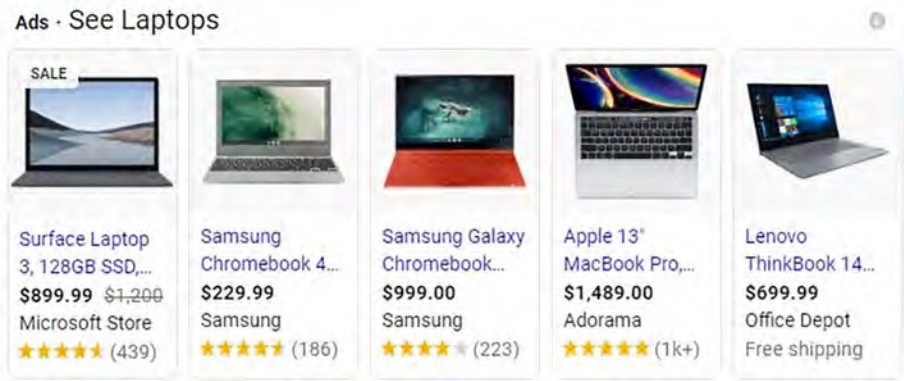 Ads · See Laptops
SALE
Surface Laptop
3, 128GB SSD,...
$899.99 $1,200
Microsoft Store
(439)
Samsung
Chromebook 4...
$229.99
Samsung
(186)
Samsung Galaxy
Chromebook...
$999.00
Samsung
(223)
Apple 13"
MacBook Pro,...
$1,489.00
Adorama
(1k+)
Lenovo
ThinkBook 14...
$699.99
Office Depot
Free shipping